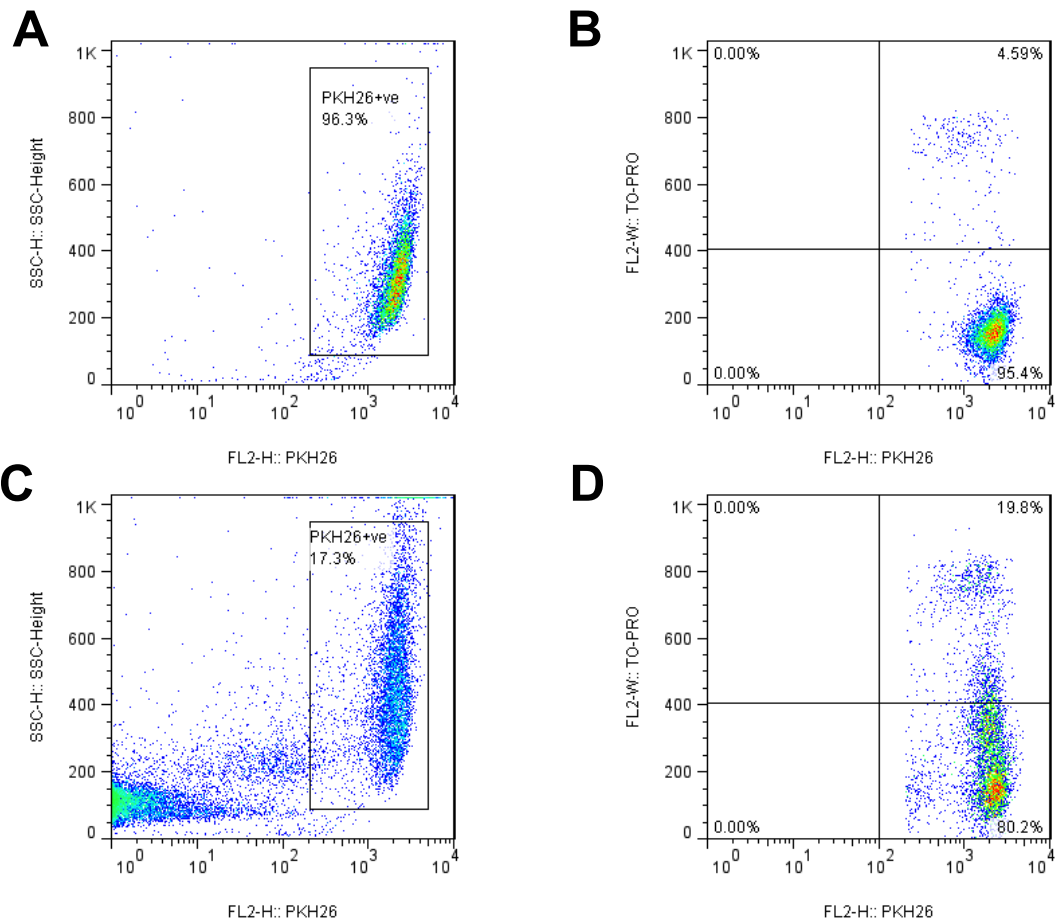 A
1K
800
600
400
200
0
SSC-H:: SSC-Height
PKH26+ve
96.3%
10^0 10^1 10^2 10^3 10^4
FL2-H:: PKH26
B
1K
800
600
400
200
0
FL2-W:: TO-PRO
0.00% 4.59%
0.00% 95.4%
10^0 10^1 10^2 10^3 10^4
FL2-H:: PKH26
C
1K
800
600
400
200
0
SSC-H:: SSC-Height
PKH26+ve
17.3%
10^0 10^1 10^2 10^3 10^4
FL2-H:: PKH26
D
1K
800
600
400
200
0
FL2-W:: TO-PRO
0.00% 19.8%
0.00% 80.2%
10^0 10^1 10^2 10^3 10^4
FL2-H:: PKH26